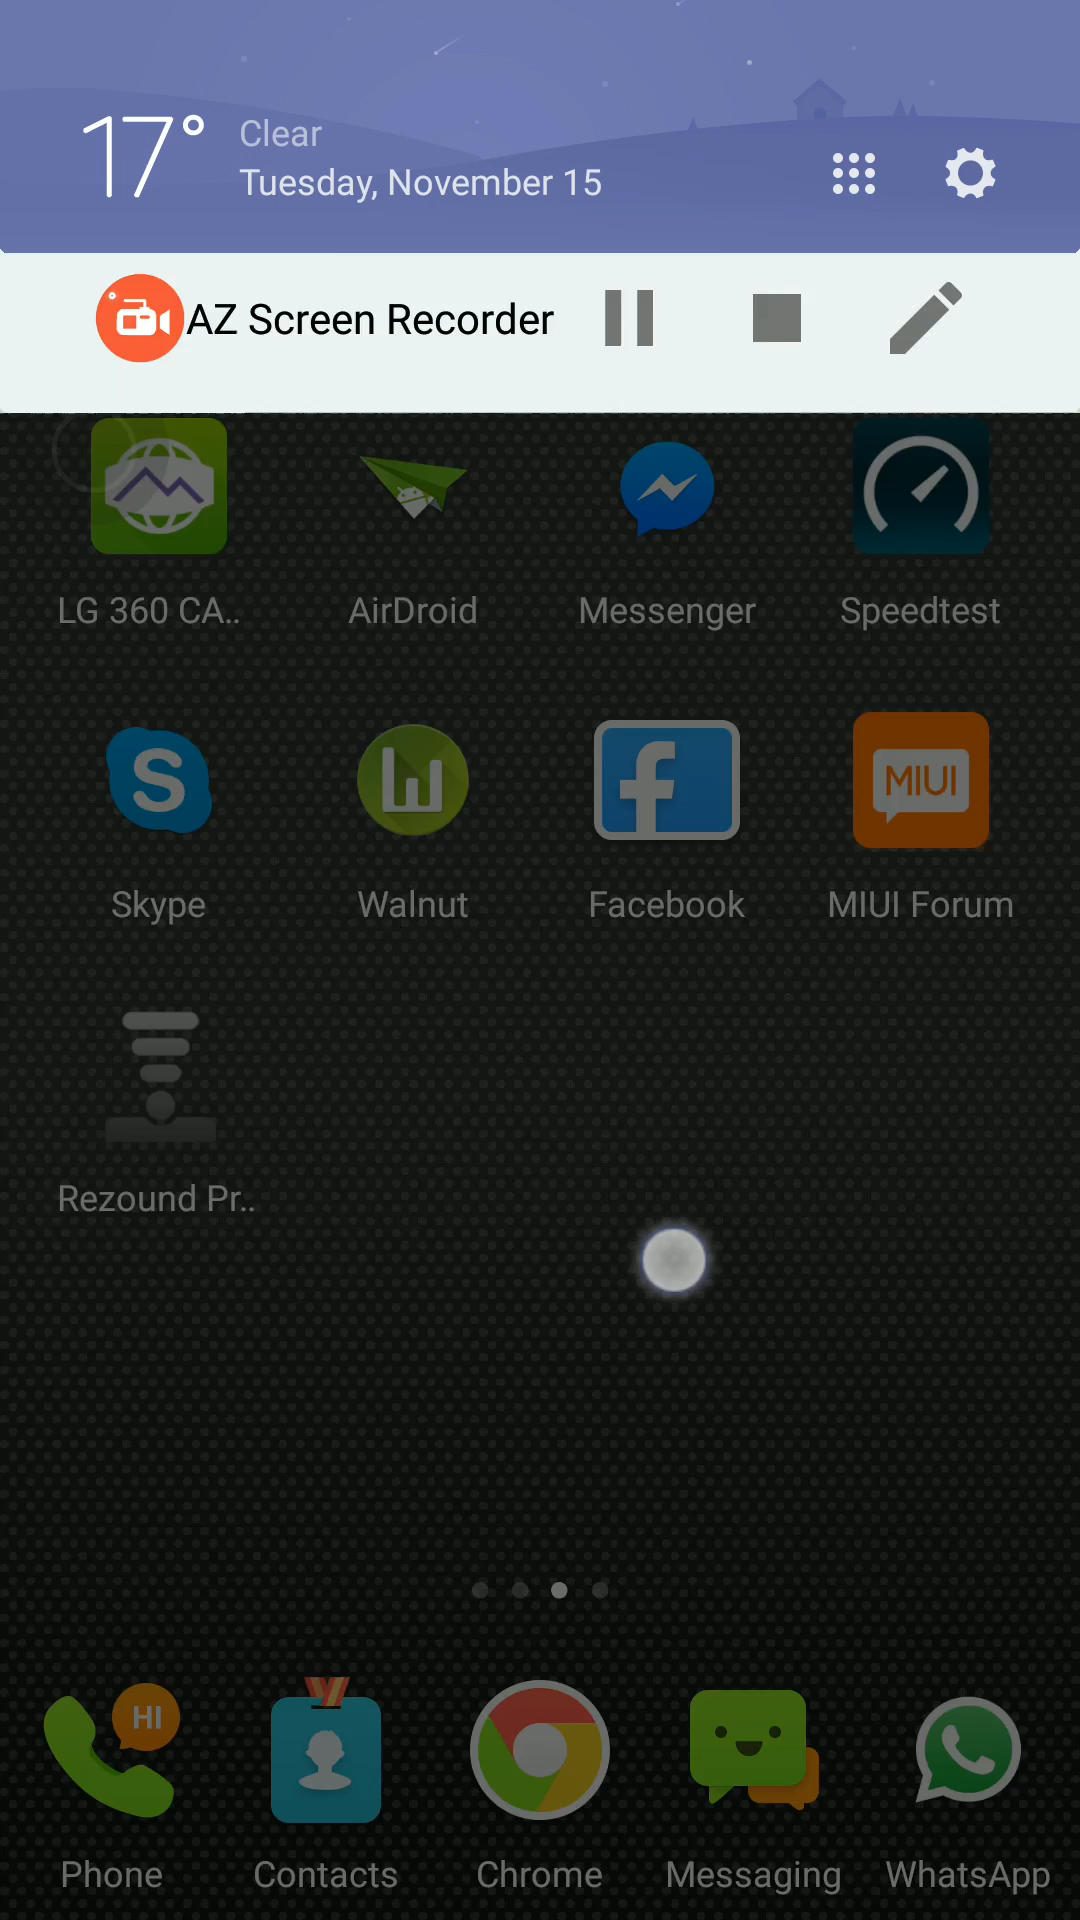 17°
Clear
Tuesday, November 15
AZ Screen Recorder
LG 360 CA..
AirDroid
Messenger
Speedtest
S
f
MIUI
Skype
Walnut
Facebook
MIUI Forum
Rezound Pr..
HI
Phone
Contacts
Chrome
Messaging
WhatsApp